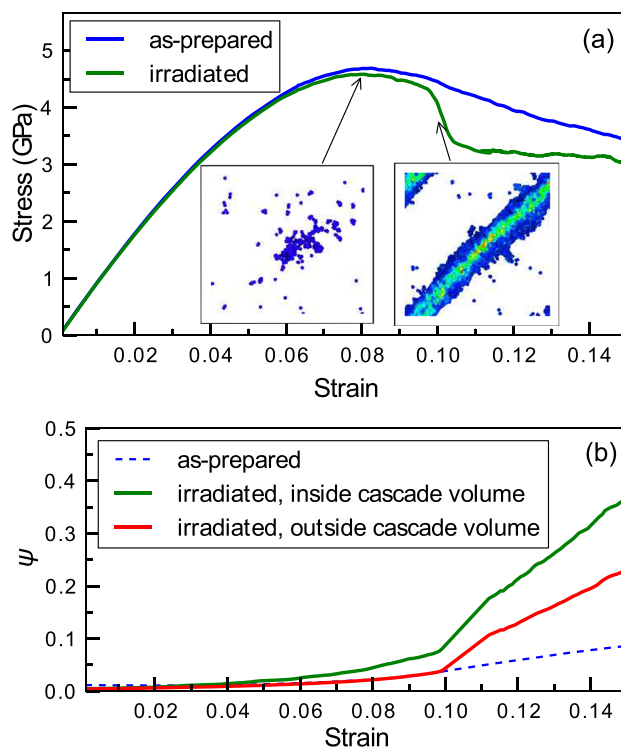 (a)
as-prepared
irradiated
Stress (GPa)
5
4
3
2
1
0
0.02 0.04 0.06 0.08 0.10 0.12 0.14
Strain
(b)
as-prepared
irradiated, inside cascade volume
irradiated, outside cascade volume
ψ
0.5
0.4
0.3
0.2
0.1
0.0
0.02 0.04 0.06 0.08 0.10 0.12 0.14
Strain